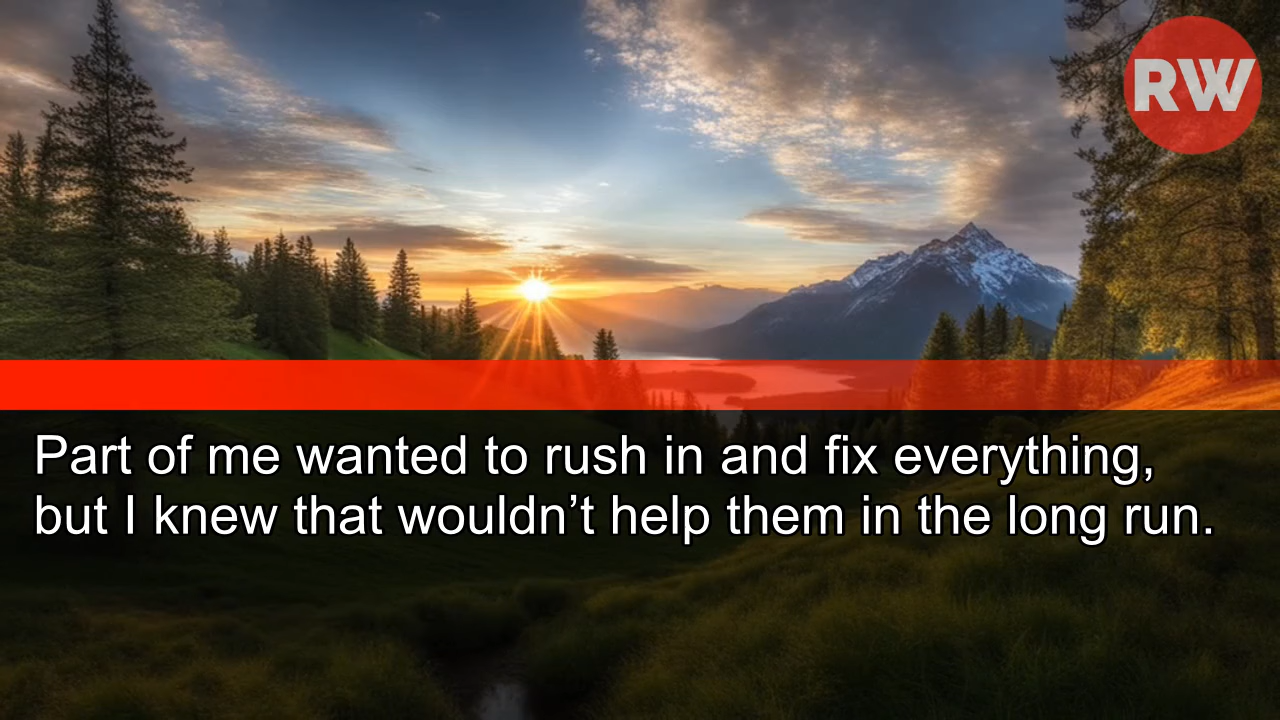 RW
Part of me wanted to rush in and fix everything,
but I knew that wouldn’t help them in the long run.